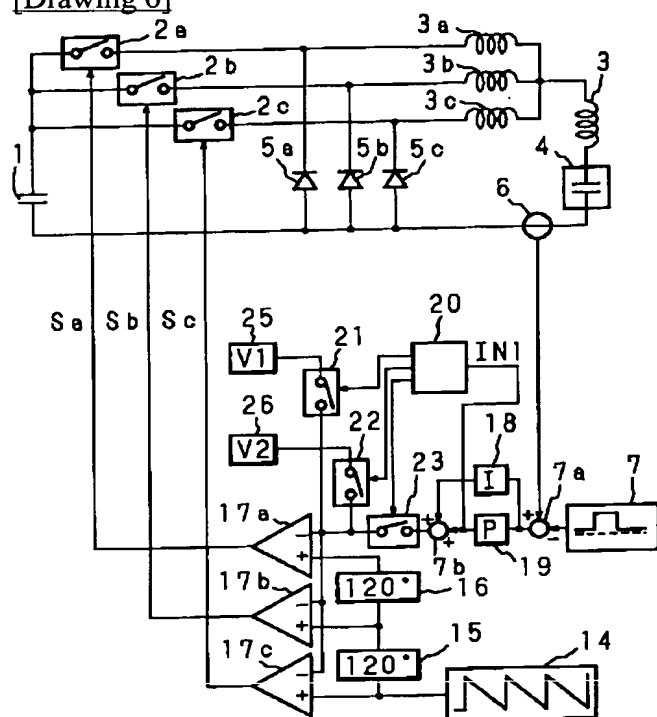 [Drawing 6]
2a
3a
2b
3b
3
2c
3c
4
1
5a
5b
5c
6
Sa
Sb
Sc
25
21
20
IN1
V1
26
22
18
V2
23
I
7a
7
+
17a
+
+
P
-
-
+
7b
19
17b
120°
16
-
+
15
17c
120°
14
-
+